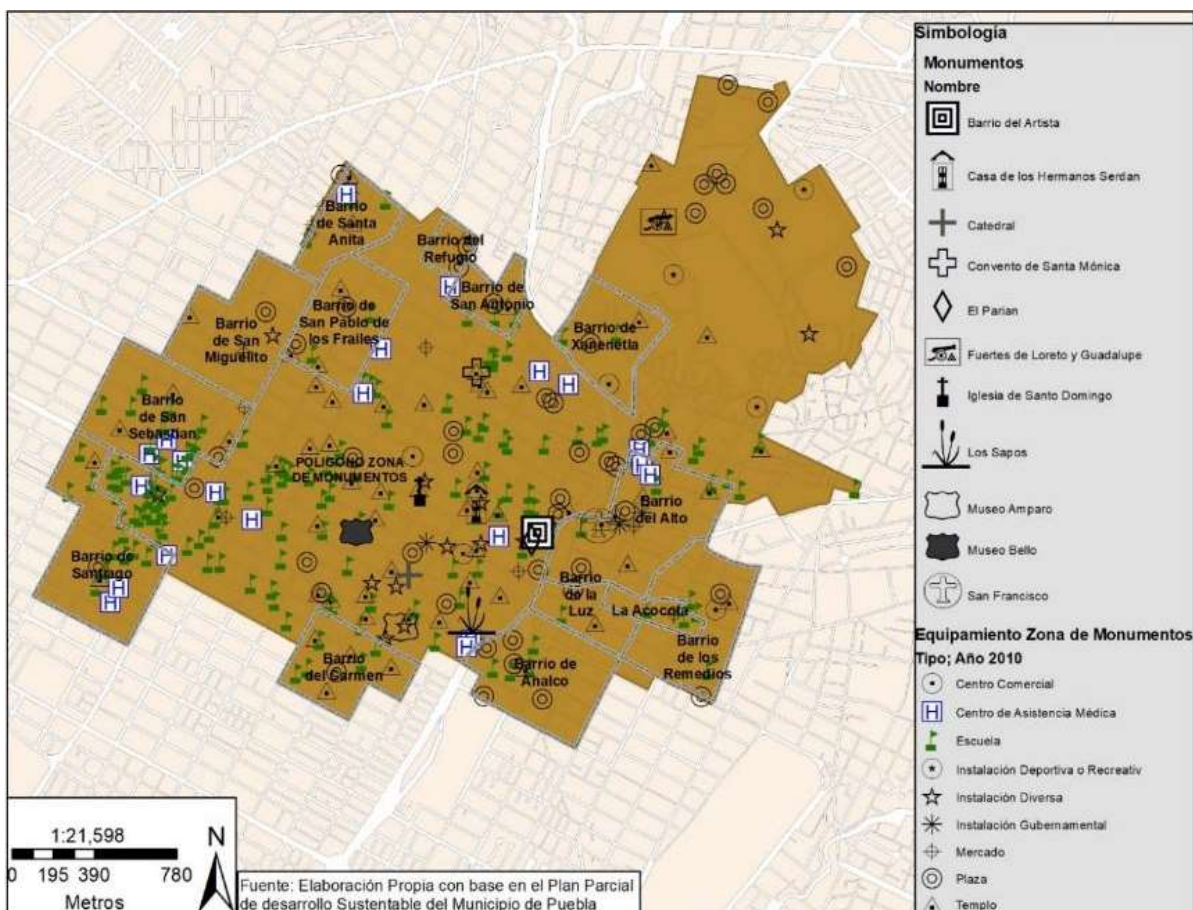 Barrio
de Santa
Anita
Barrio del
Refugio
Barrio de
San Antonio
Barrio
de San
Miguelito
Barrio de
San Pablo de
los Frailes
Barrio de
Xanenetla
Barrio
de San
Sebastian
POLIGONO ZONA
DE MONUMENTOS
Barrio
del Alto
Barrio de
Santiago
Barrio
de la
Luz
La Acocota
Barrio
del Carmen
Barrio de
Analco
Barrio
de los
Remedios
1:21,598
N
0 195 390 780
Metros
Fuente: Elaboración Propia con base en el Plan Parcial
de desarrollo Sustentable del Municipio de Puebla
Simbología
Monumentos
Nombre
Barrio del Artista
Casa de los Hermanos Serdan
Catedral
Convento de Santa Mónica
El Parian
Fuertes de Loreto y Guadalupe
Iglesia de Santo Domingo
Los Sapos
Museo Amparo
Museo Bello
San Francisco
Equipamiento Zona de Monumentos
Tipo; Año 2010
Centro Comercial
H Centro de Asistencia Médica
Escuela
Instalación Deportiva o Recreativ
Instalación Diversa
Instalación Gubernamental
Mercado
Plaza
Templo